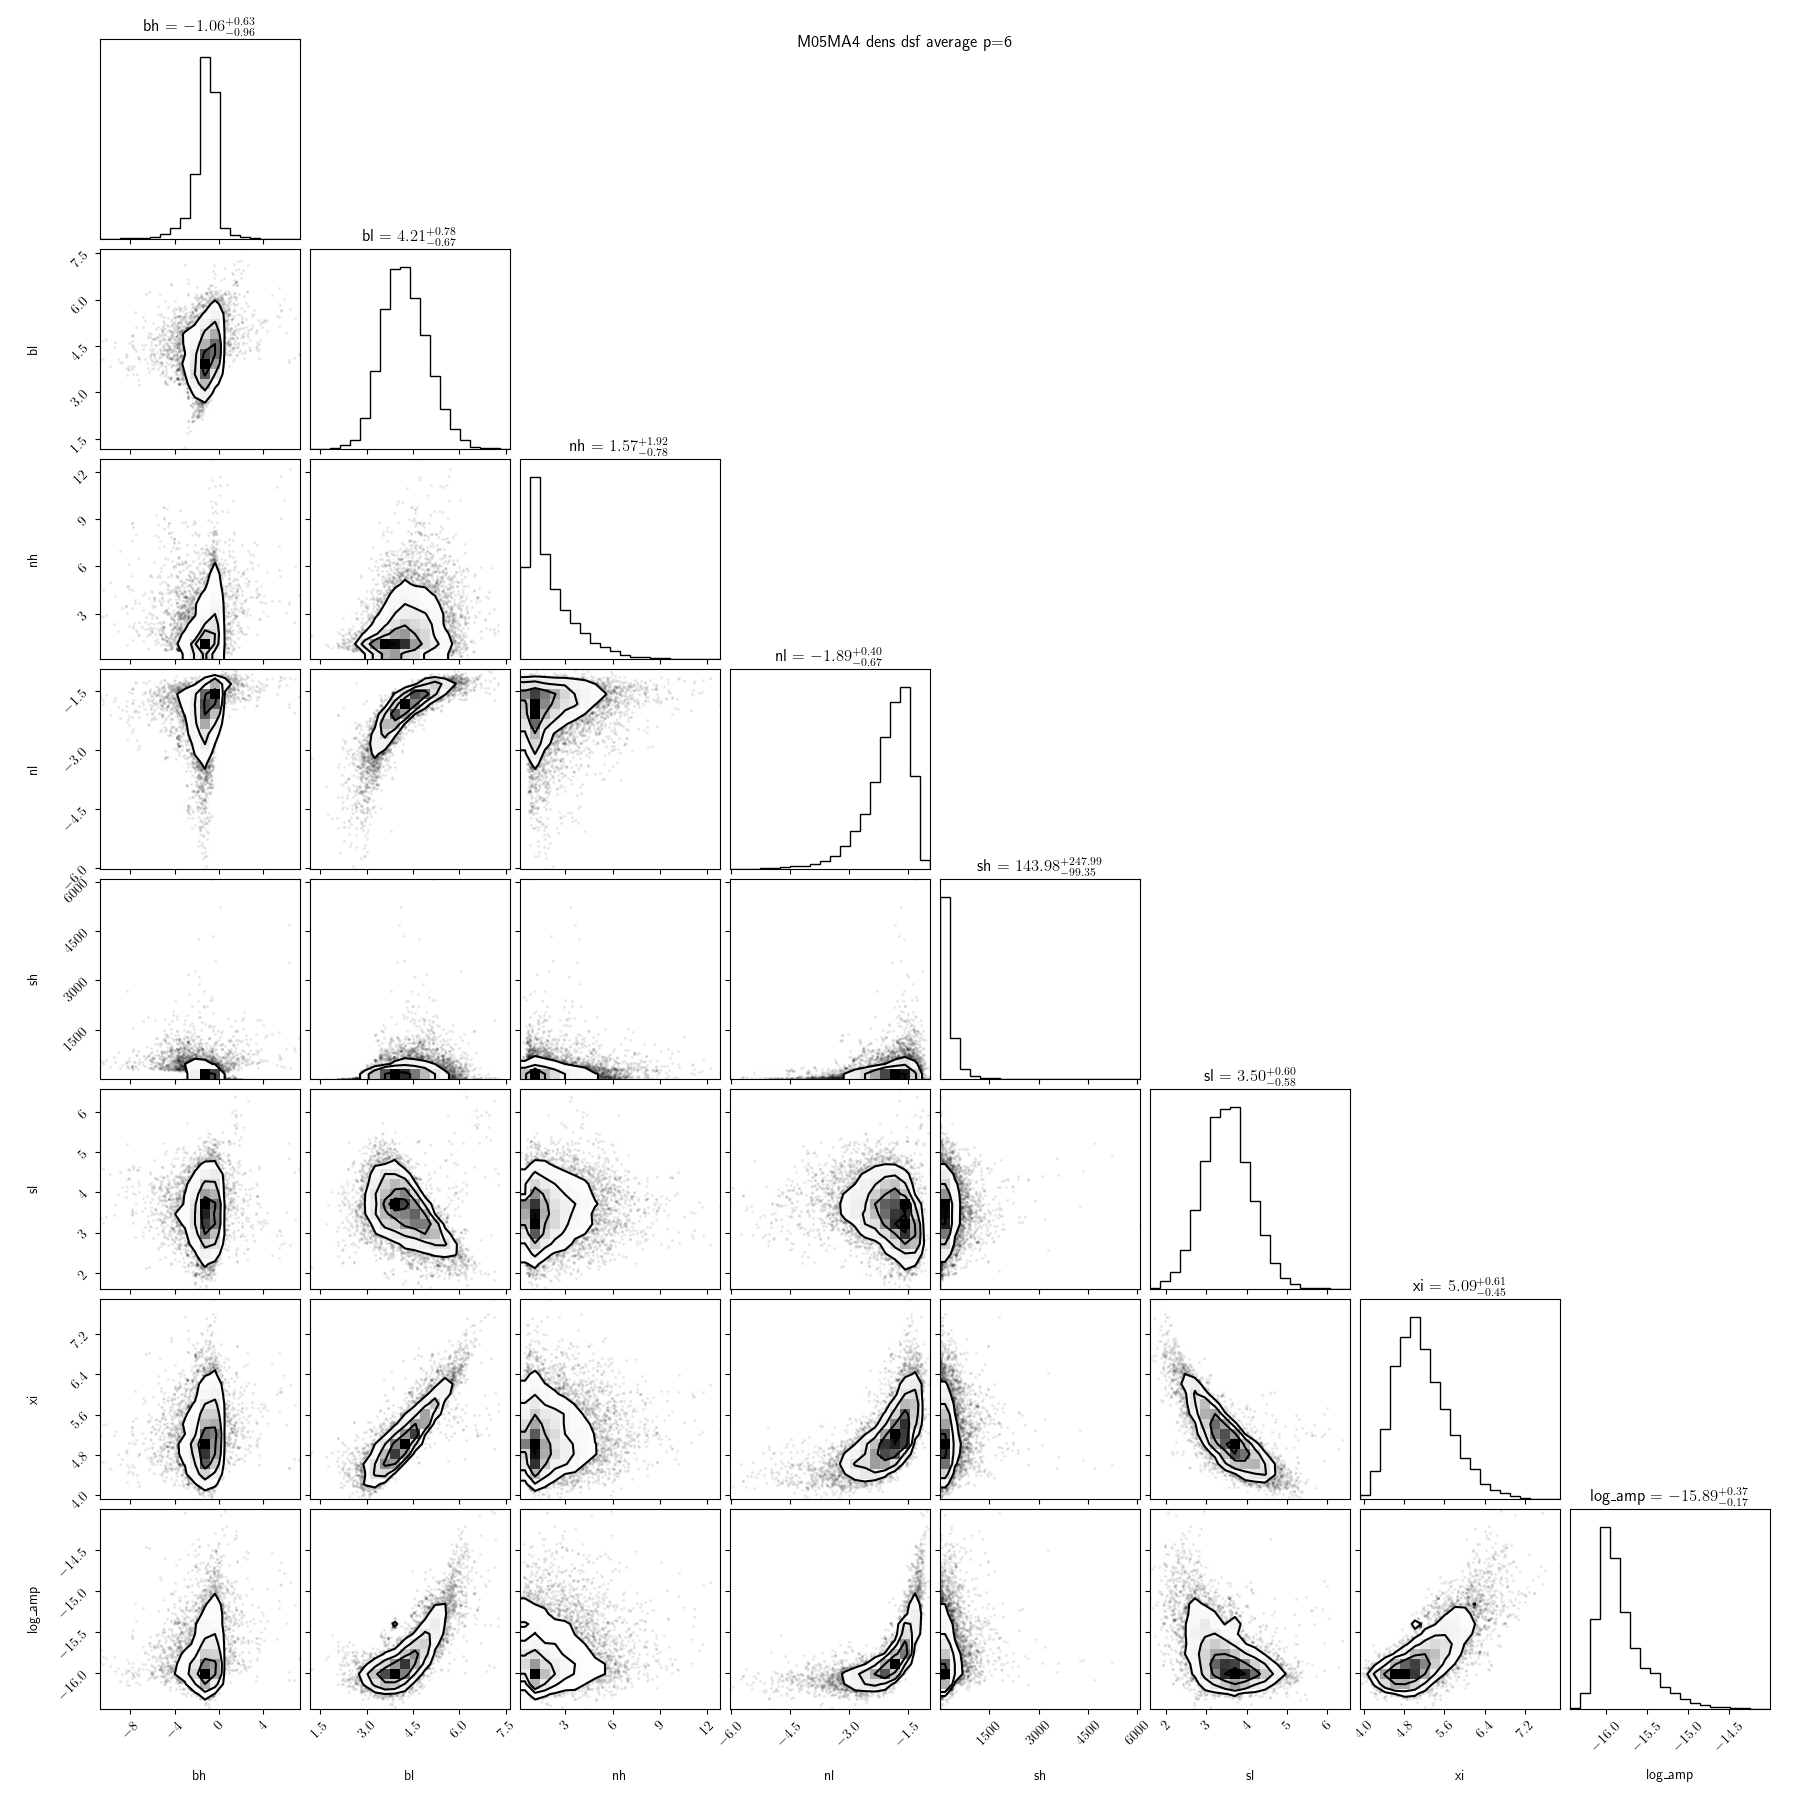 bh = −1.06+0.63−0.96
M05MA4 dens dsf average p=6
bl = 4.21+0.78−0.67
7.5
6.0
bl
4.5
3.0
1.5
nh = 1.57+1.92−0.78
12
9
nh
6
3
nl = −1.89+0.40−0.67
−1.5
−3.0
nl
−4.5
−6.0
sh = 143.98+247.99−99.35
6000
4500
sh
3000
1500
sl = 3.50+0.60−0.58
6
5
sl
4
3
2
xi = 5.09+0.61−0.45
7.2
6.4
xi
5.6
4.8
4.0
log_amp = −15.89+0.37−0.17
−14.5
−15.0
log_amp
−15.5
−16.0
−8 −4 0 4 1.5 3.0 4.5 6.0 7.5 3 6 9 12 −6.0 −4.5 −3.0 −1.5 1500 3000 4500 6000 2 3 4 5 6 4.0 4.8 5.6 6.4 7.2 −16.0 −15.5 −15.0 −14.5
bh bl nh nl sh sl xi log_amp